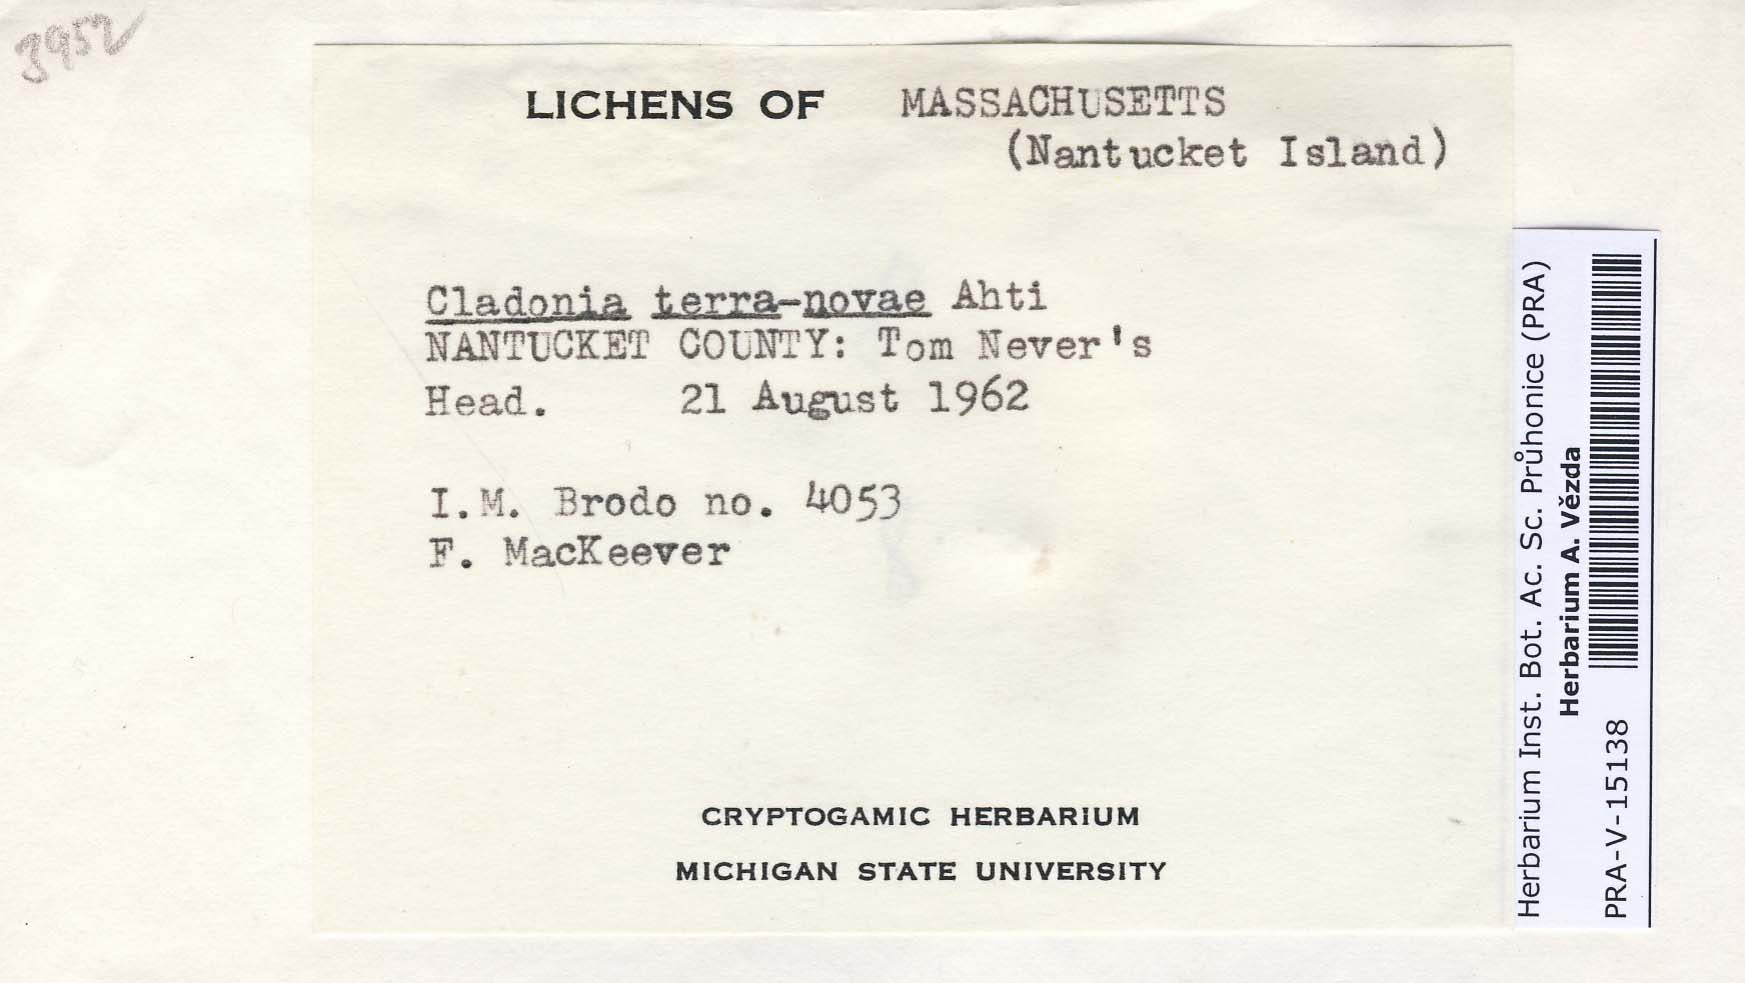 3952
LICHENS OF MASSACHUSETTS
(Nantucket Island)
Cladonia terra-novae Ahti
NANTUCKET COUNTY: Tom Never's
Head. 21 August 1962
I.M. Brodo no. 4053
F. MacKeever
CRYPTOGAMIC HERBARIUM
MICHIGAN STATE UNIVERSITY
Herbarium Inst. Bot. Ac. Sc. Průhonice (PRA)
Herbarium A. Vězda
PRA-V-15138